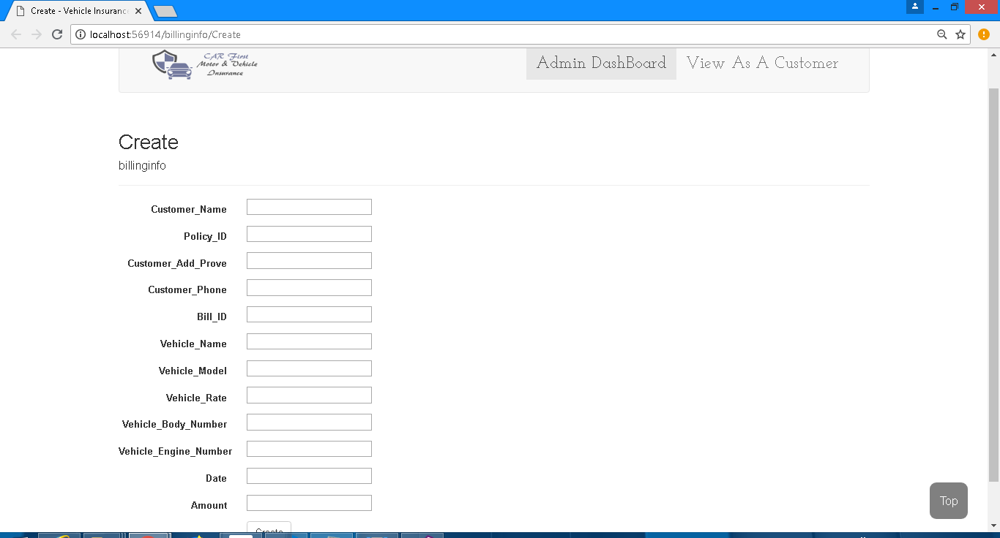 Create - Vehicle Insuranc
localhost:56914/billinginfo/Create
CAR First
Motor & Vehicle
Insurance
Admin DashBoard
View As A Customer
Create
billinginfo
Customer_Name
Policy_ID
Customer_Add_Prove
Customer_Phone
Bill_ID
Vehicle_Name
Vehicle_Model
Vehicle_Rate
Vehicle_Body_Number
Vehicle_Engine_Number
Date
Amount
Top
Create